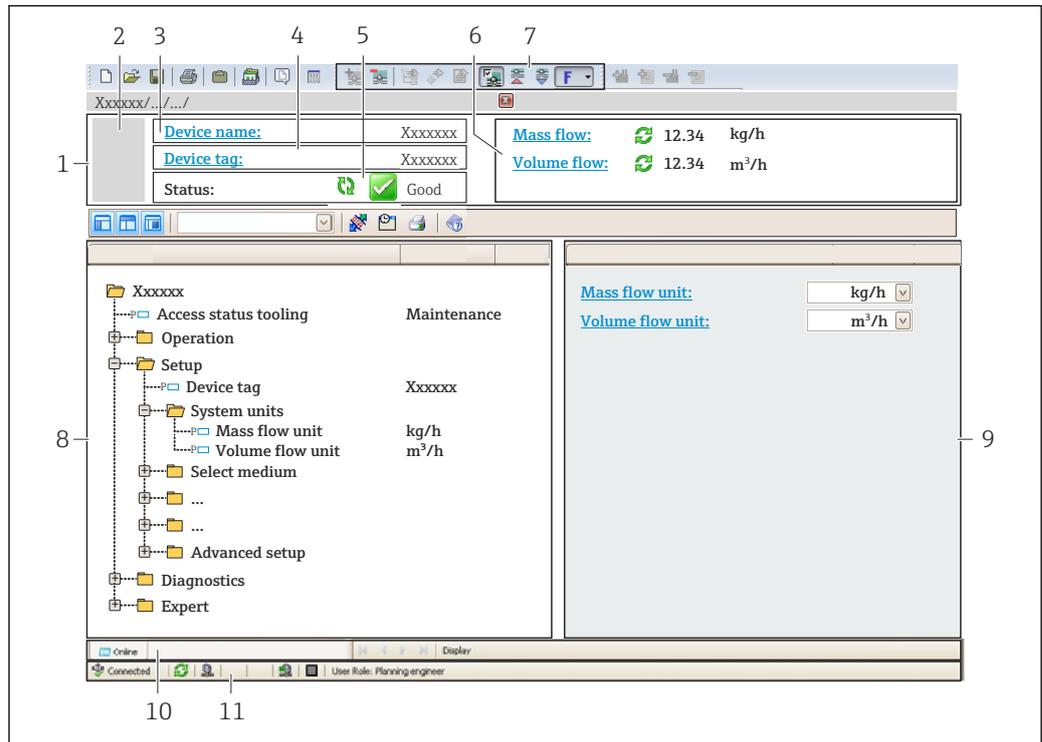 2 3 4 5 6 7
F
Xxxxxx/.../.../
1
Device name: Xxxxxxx
Device tag: Xxxxxxx
Status: Good
Mass flow: 12.34 kg/h
Volume flow: 12.34 m³/h
Xxxxxx
P Access status tooling Maintenance
Operation
Setup
P Device tag Xxxxxx
System units
P Mass flow unit kg/h
P Volume flow unit m³/h
Select medium
...
...
Advanced setup
Diagnostics
Expert
Mass flow unit: kg/h
Volume flow unit: m³/h
8
9
Online Display
Connected User Role: Planning engineer
10 11